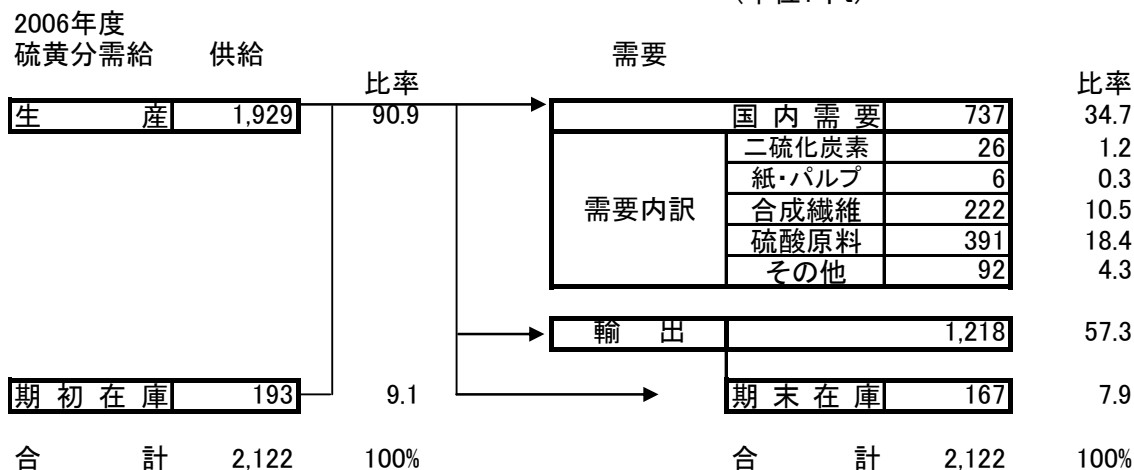 2006年度
硫黄分需給 供給 需要
比率 比率
生産 1,929 90.9 国内需要 737 34.7
二硫化炭素 26 1.2
紙・パルプ 6 0.3
需要内訳 合成繊維 222 10.5
硫酸原料 391 18.4
その他 92 4.3
輸出 1,218 57.3
期初在庫 193 9.1 期末在庫 167 7.9
合計 2,122 100% 合計 2,122 100%